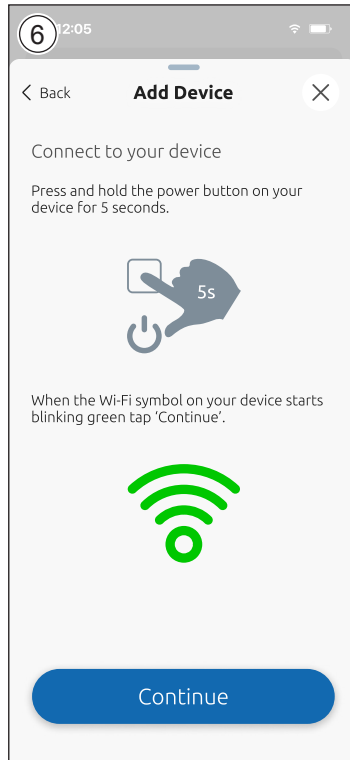 6
12:05
Back
Add Device
Connect to your device
Press and hold the power button on your
device for 5 seconds.
5s
When the Wi-Fi symbol on your device starts
blinking green tap ‘Continue’.
Continue